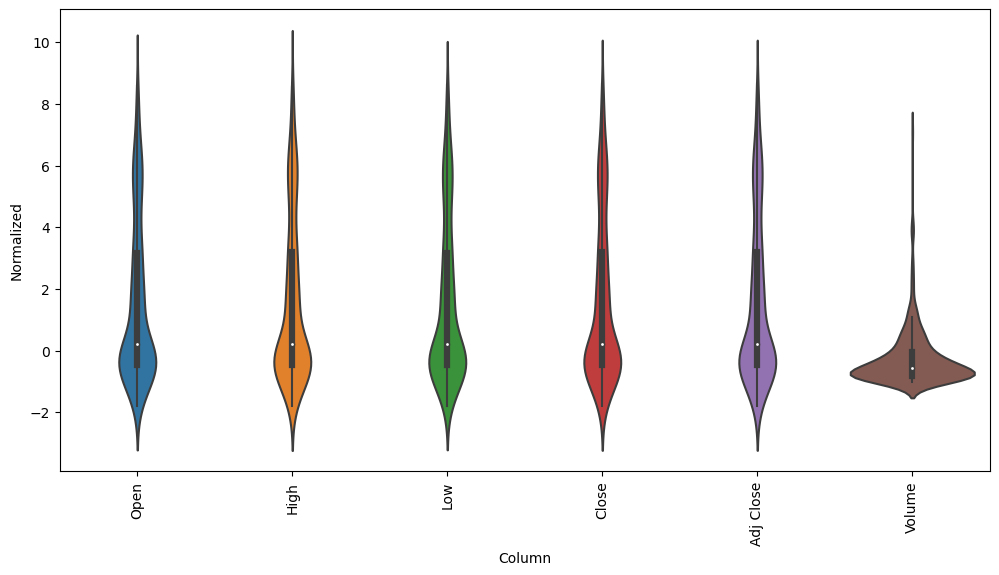 10
8
6
4
2
0
−2
Normalized
Open
High
Low
Close
Adj Close
Volume
Column